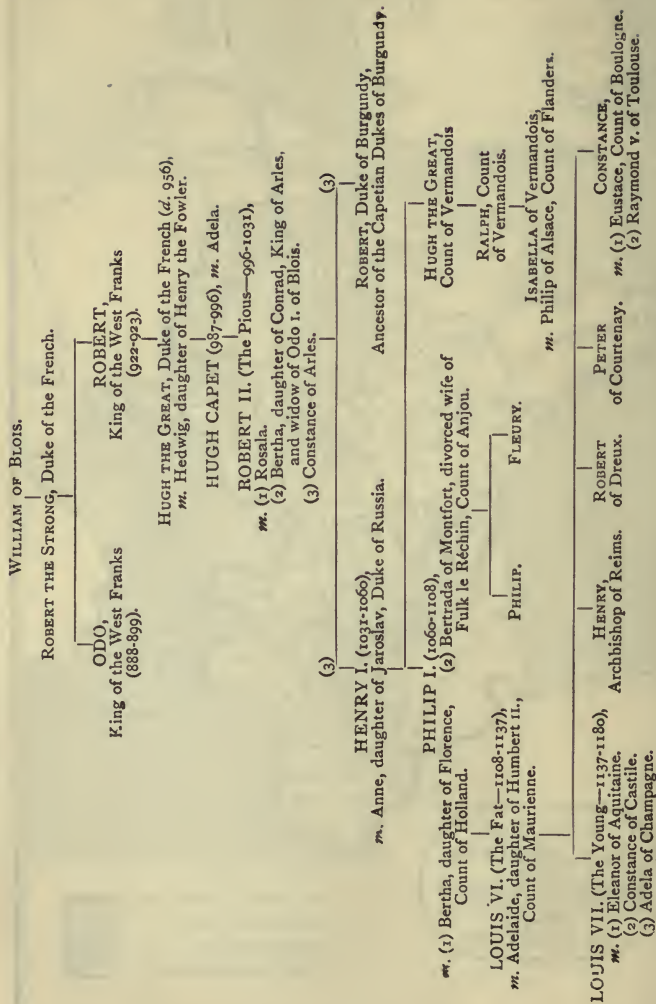 WILLIAM OF BLOIS.
ROBERT THE STRONG, Duke of the French.
ODO,
King of the West Franks
(888-899).
ROBERT,
King of the West Franks
(922-923).
HUGH THE GREAT, Duke of the French (d. 956),
m. Hedwig, daughter of Henry the Fowler.
HUGH CAPET (987-996), m. Adela.
ROBERT II. (The Pious—996-1031),
m. (1) Rosala.
(2) Bertha, daughter of Conrad, King of Arles,
and widow of Odo I. of Blois.
(3) Constance of Arles.
(3)
(3)
HENRY I. (1031-1060),
m. Anne, daughter of Jaroslav, Duke of Russia.
ROBERT, Duke of Burgundy,
Ancestor of the Capetian Dukes of Burgundy.
PHILIP I. (1060-1108),
m. (1) Bertha, daughter of Florence,
Count of Holland.
(2) Bertrada of Montfort, divorced wife of
Fulk le Réchin, Count of Anjou.
HUGH THE GREAT,
Count of Vermandois
RALPH, Count
of Vermandois.
ISABELLA of Vermandois,
m. Philip of Alsace, Count of Flanders.
LOUIS VI. (The Fat—1108-1137),
m. Adelaide, daughter of Humbert II.,
Count of Maurienne.
PHILIP.
FLEURY.
LOUIS VII. (The Young—1137-1180),
m. (1) Eleanor of Aquitaine.
(2) Constance of Castile.
(3) Adela of Champagne.
HENRY,
Archbishop of Reims.
ROBERT
of Dreux.
PETER
of Courtenay.
CONSTANCE,
m. (1) Eustace, Count of Boulogne.
(2) Raymond V. of Toulouse.